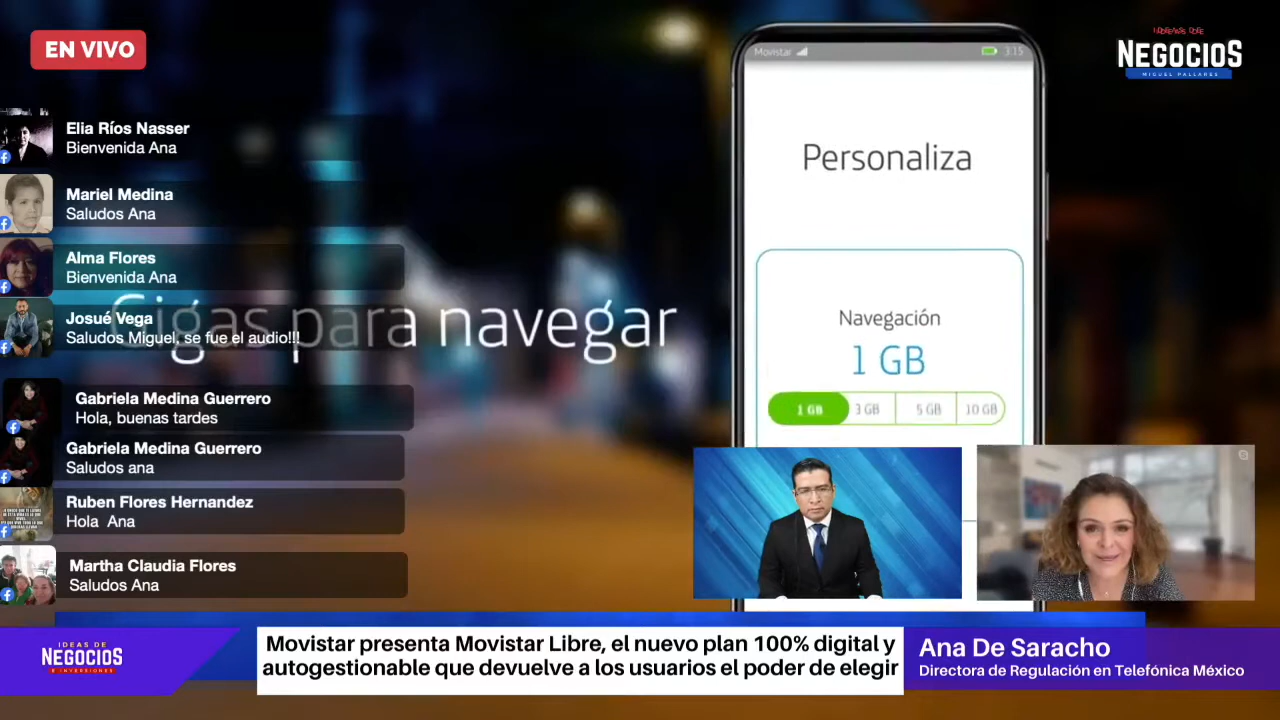 EN VIVO
IDEAS DE
NEGOCIOS
MIGUEL PALLARES
Movistar
3:15
Personaliza
Elia Ríos Nasser
Bienvenida Ana
Mariel Medina
Saludos Ana
Alma Flores
Bienvenida Ana
Josué Vega
Saludos Miguel, se fue el audio!!!
Gigas para navegar
Navegación
1 GB
1 GB
3 GB
5 GB
10 GB
Gabriela Medina Guerrero
Hola, buenas tardes
Gabriela Medina Guerrero
Saludos ana
Ruben Flores Hernandez
Hola Ana
Martha Claudia Flores
Saludos Ana
IDEAS DE
NEGOCIOS
E INVERSIONES
Movistar presenta Movistar Libre, el nuevo plan 100% digital y
autogestionable que devuelve a los usuarios el poder de elegir
Ana De Saracho
Directora de Regulación en Telefónica México